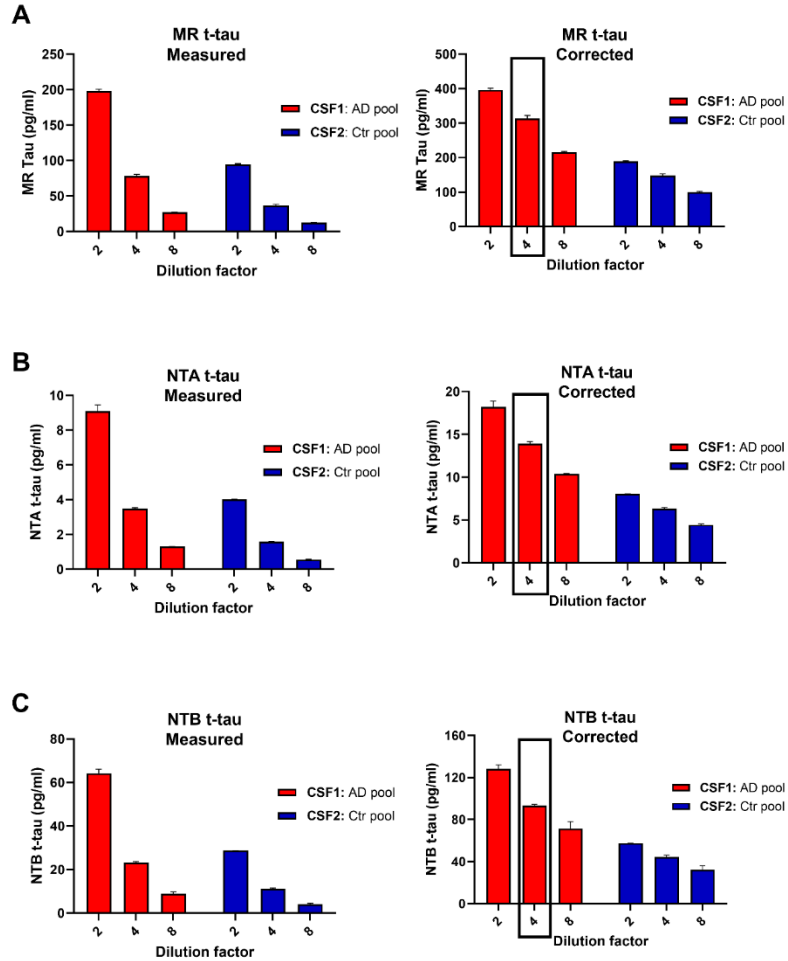 A
MR t-tau
Measured
MR Tau (pg/ml)
250
200
150
100
50
0
2
4
8
2
4
8
Dilution factor
CSF1: AD pool
CSF2: Ctr pool
MR t-tau
Corrected
MR Tau (pg/ml)
500
400
300
200
100
0
2
4
8
2
4
8
Dilution factor
CSF1: AD pool
CSF2: Ctr pool
B
NTA t-tau
Measured
NTA t-tau (pg/ml)
10
8
6
4
2
0
2
4
8
2
4
8
Dilution factor
CSF1: AD pool
CSF2: Ctr pool
NTA t-tau
Corrected
NTA t-tau (pg/ml)
20
15
10
5
0
2
4
8
2
4
8
Dilution factor
CSF1: AD pool
CSF2: Ctr pool
C
NTB t-tau
Measured
NTB t-tau (pg/ml)
80
60
40
20
0
2
4
8
2
4
8
Dilution factor
CSF1: AD pool
CSF2: Ctr pool
NTB t-tau
Corrected
NTB t-tau (pg/ml)
160
120
80
40
0
2
4
8
2
4
8
Dilution factor
CSF1: AD pool
CSF2: Ctr pool